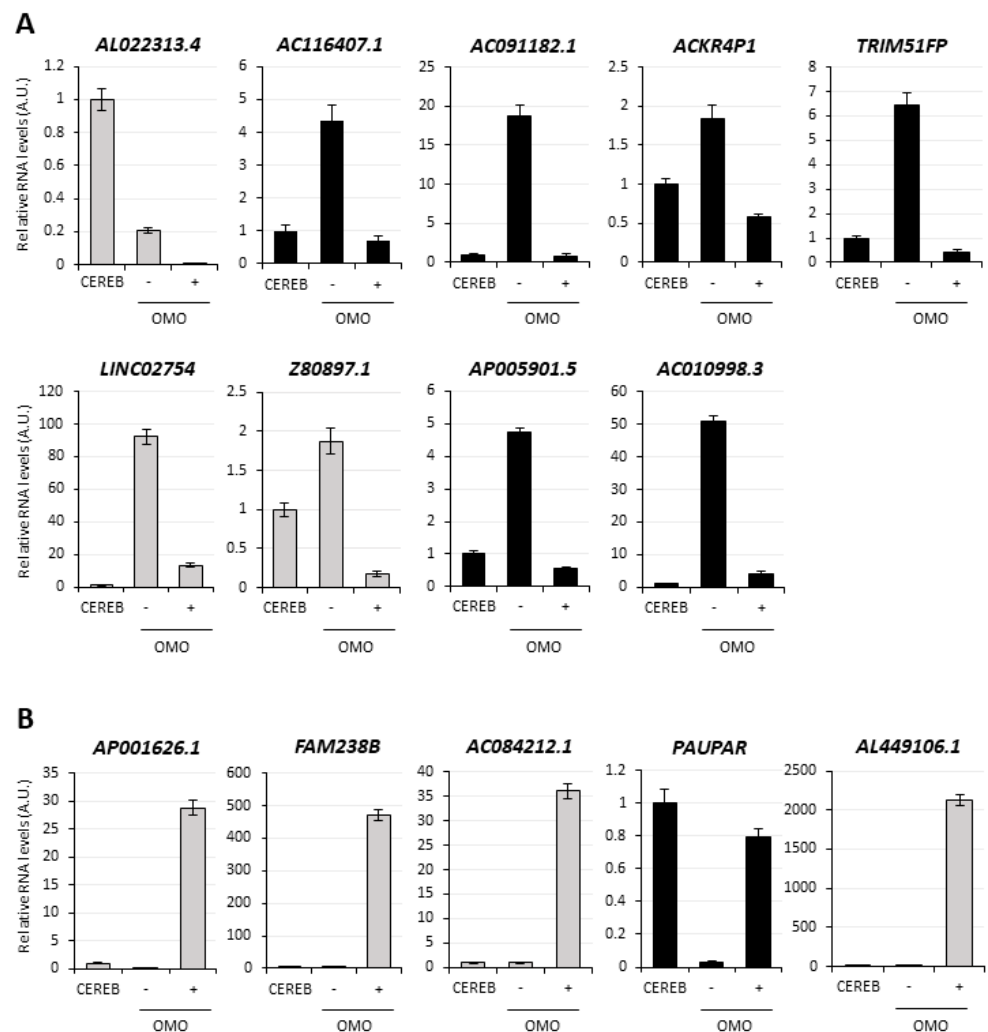 A
AL022313.4 AC116407.1 AC091182.1 ACKR4P1 TRIM51FP
Relative RNA levels (A.U.)
1.2 1 0.8 0.6 0.4 0.2 0
6 5 4 3 2 1 0
25 20 15 10 5 0
2.5 2 1.5 1 0.5 0
8 7 6 5 4 3 2 1 0
CEREB - + CEREB - + CEREB - + CEREB - + CEREB - +
OMO OMO OMO OMO OMO
LINC02754 Z80897.1 AP005901.5 AC010998.3
Relative RNA levels (A.U.)
120 100 80 60 40 20 0
2.5 2 1.5 1 0.5 0
6 5 4 3 2 1 0
60 50 40 30 20 10 0
CEREB - + CEREB - + CEREB - + CEREB - +
OMO OMO OMO OMO
B
AP001626.1 FAM238B AC084212.1 PAUPAR AL449106.1
Relative RNA levels (A.U.)
35 30 25 20 15 10 5 0
600 500 400 300 200 100 0
40 35 30 25 20 15 10 5 0
1.2 1 0.8 0.6 0.4 0.2 0
2500 2000 1500 1000 500 0
CEREB - + CEREB - + CEREB - + CEREB - + CEREB - +
OMO OMO OMO OMO OMO